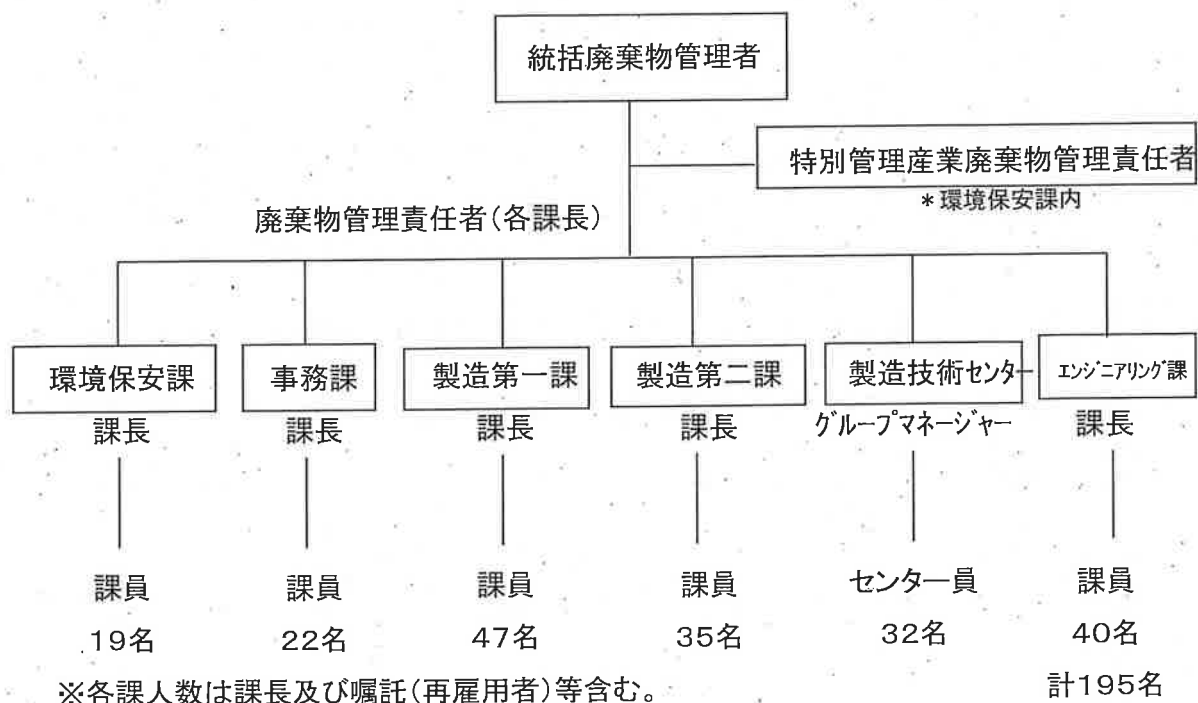 統括廃棄物管理者
特別管理産業廃棄物管理責任者
*環境保安課内
廃棄物管理責任者(各課長)
環境保安課 事務課 製造第一課 製造第二課 製造技術センター エンジニアリング課
課長 課長 課長 課長 グループマネージャー 課長
課員 課員 課員 課員 センター員 課員
19名 22名 47名 35名 32名 40名
計195名
※各課人数は課長及び嘱託(再雇用者)等含む。